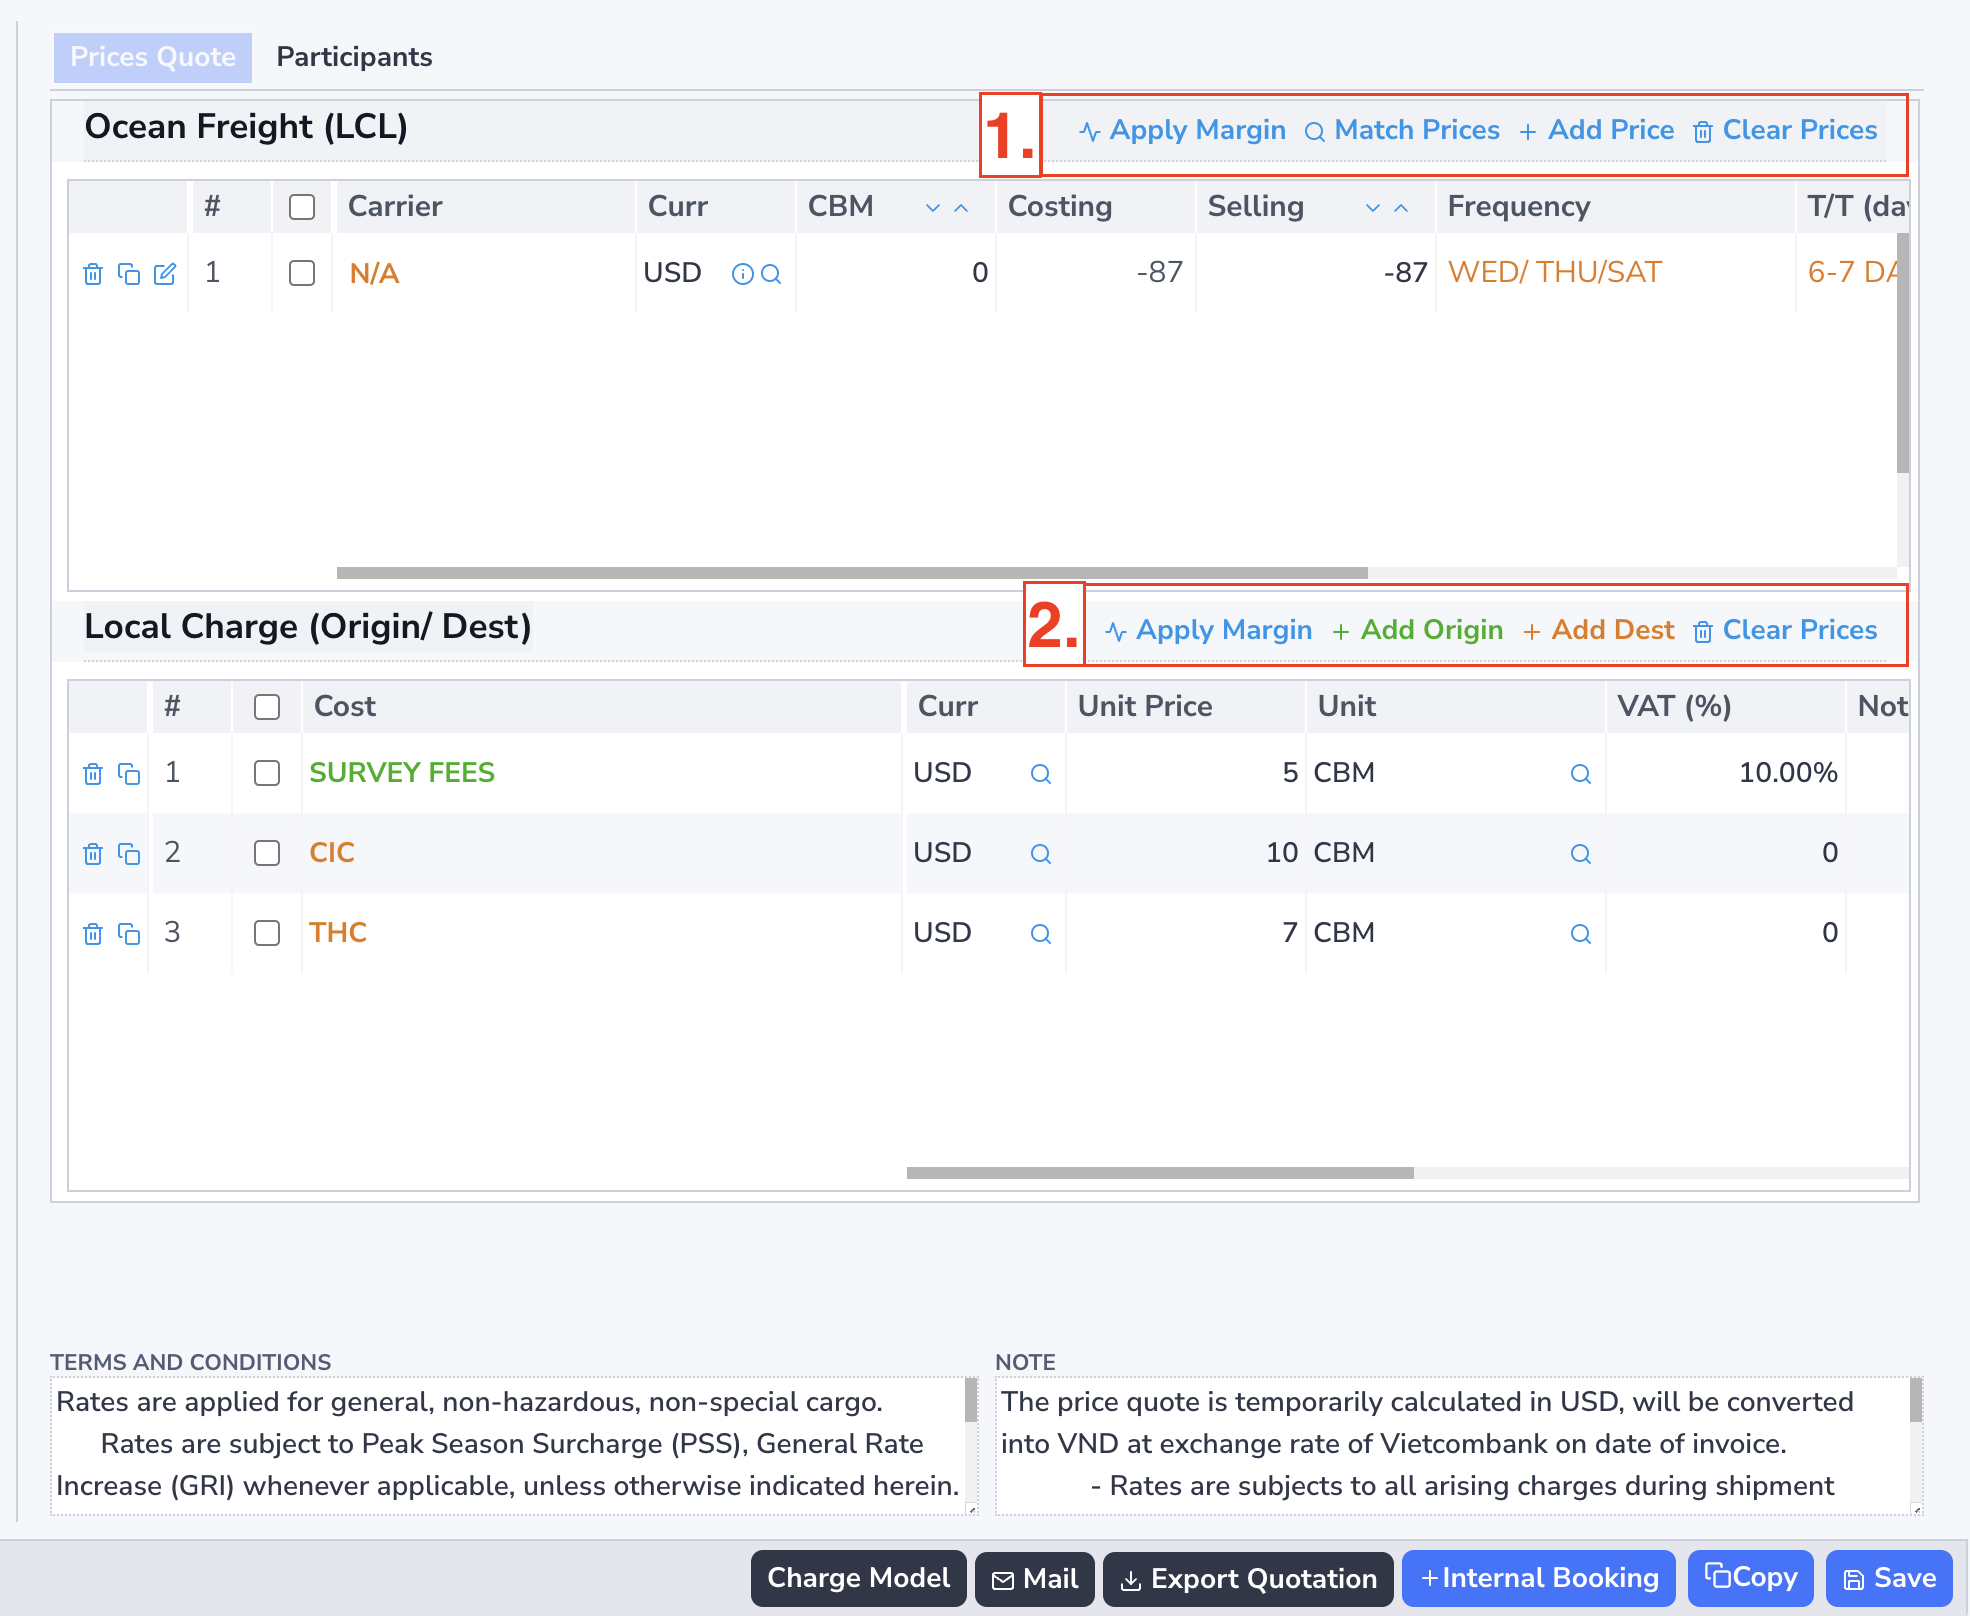 Prices Quote Participants
Ocean Freight (LCL) 1. Apply Margin Match Prices + Add Price Clear Prices
# Carrier Curr CBM Costing Selling Frequency T/T (da
1 N/A USD 0 -87 -87 WED/ THU/SAT 6-7 DA
Local Charge (Origin/ Dest) 2. Apply Margin + Add Origin + Add Dest Clear Prices
# Cost Curr Unit Price Unit VAT (%) Not
1 SURVEY FEES USD 5 CBM 10.00%
2 CIC USD 10 CBM 0
3 THC USD 7 CBM 0
TERMS AND CONDITIONS
Rates are applied for general, non-hazardous, non-special cargo.
Rates are subject to Peak Season Surcharge (PSS), General Rate
Increase (GRI) whenever applicable, unless otherwise indicated herein.
NOTE
The price quote is temporarily calculated in USD, will be converted
into VND at exchange rate of Vietcombank on date of invoice.
- Rates are subjects to all arising charges during shipment
Charge Model Mail Export Quotation +Internal Booking Copy Save